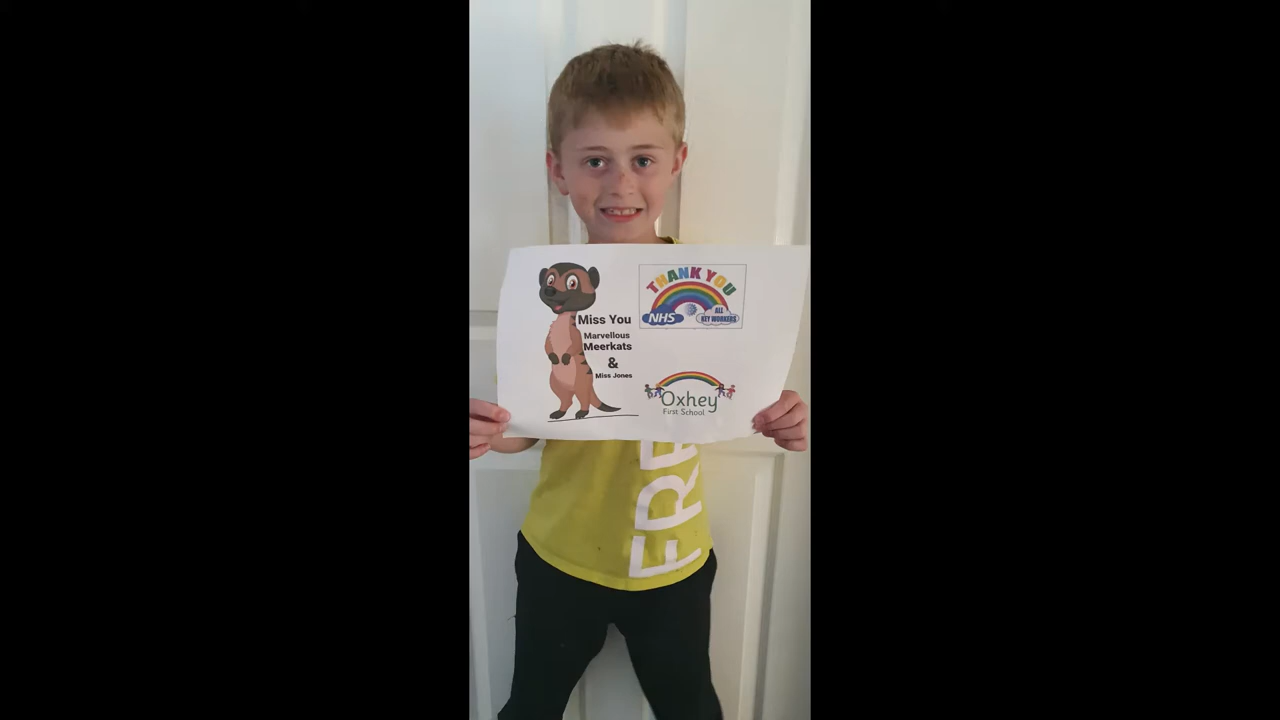 Miss You
Marvellous
Meerkats
&
Miss Jones
THANK YOU
NHS
ALL
KEY WORKERS
Oxhey
First School
FRE